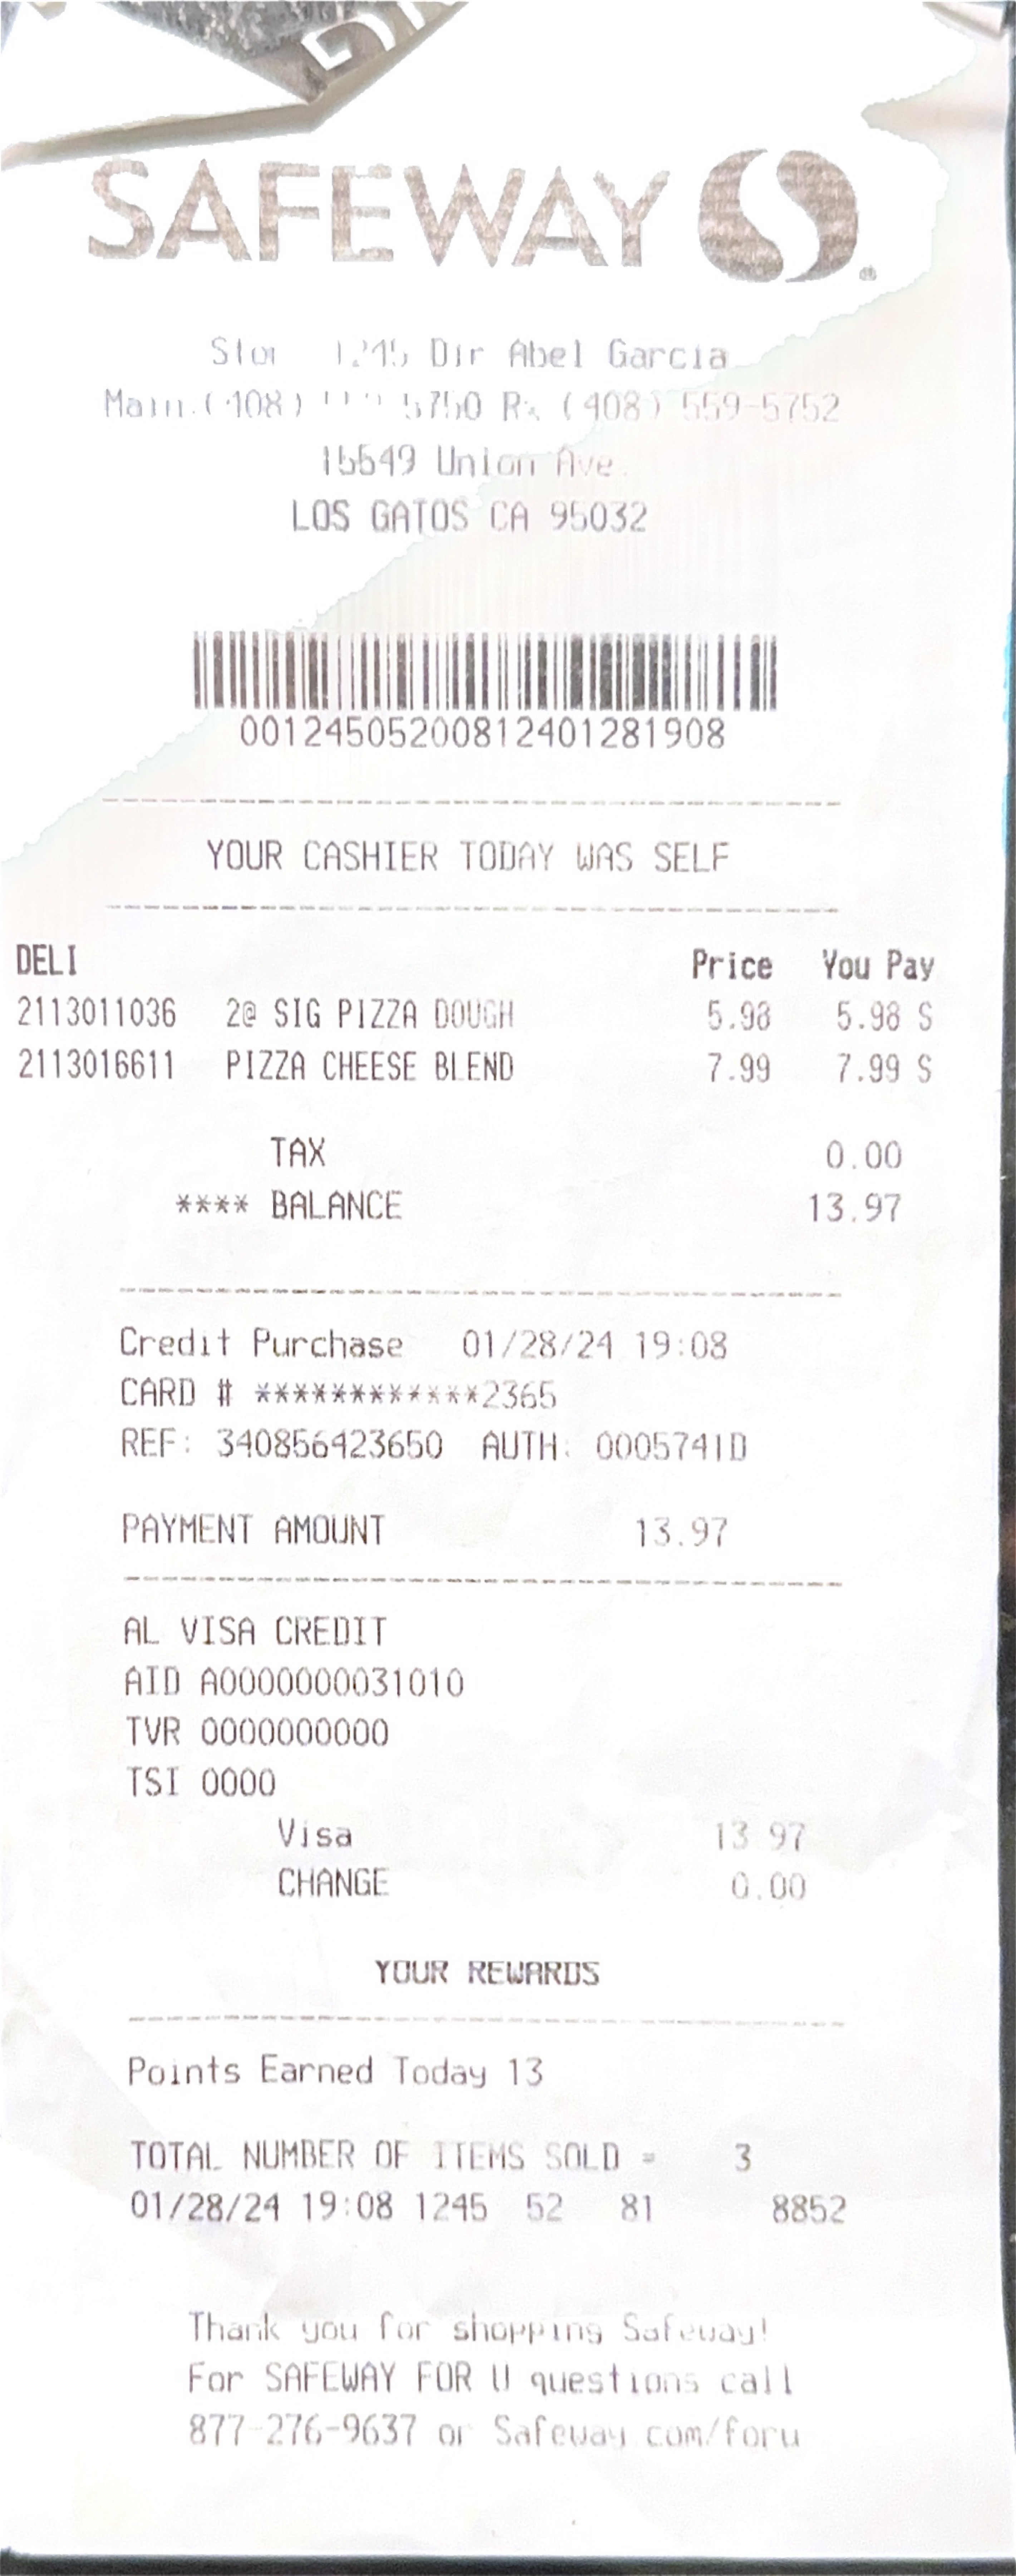 SAFEWAY
1245 Dir Abel Garcia
Main 5750 Rx (408) 559-5752
15549 Union Ave.
LOS GATOS CA 95032
00124505200812401281908
YOUR CASHIER TODAY WAS SELF
DELI Price You Pay
2113011036 2@ SIG PIZZA DOUGH 5.98 5.98 S
2113016611 PIZZA CHEESE BLEND 7.99 7.99 S
TAX 0.00
**** BALANCE 13.97
Credit Purchase 01/28/24 19:08
CARD # ************2365
REF: 340856423650 AUTH: 0005741D
PAYMENT AMOUNT 13.97
AL VISA CREDIT
AID A0000000031010
TVR 0000000000
TSI 0000
Visa 13.97
CHANGE 0.00
YOUR REWARDS
Points Earned Today 13
TOTAL NUMBER OF ITEMS SOLD = 3
01/28/24 19:08 1245 52 81 8852
Thank you for shopping Safeway!
For SAFEWAY FOR U questions call
877-276-9637 or Safeway.com/foru